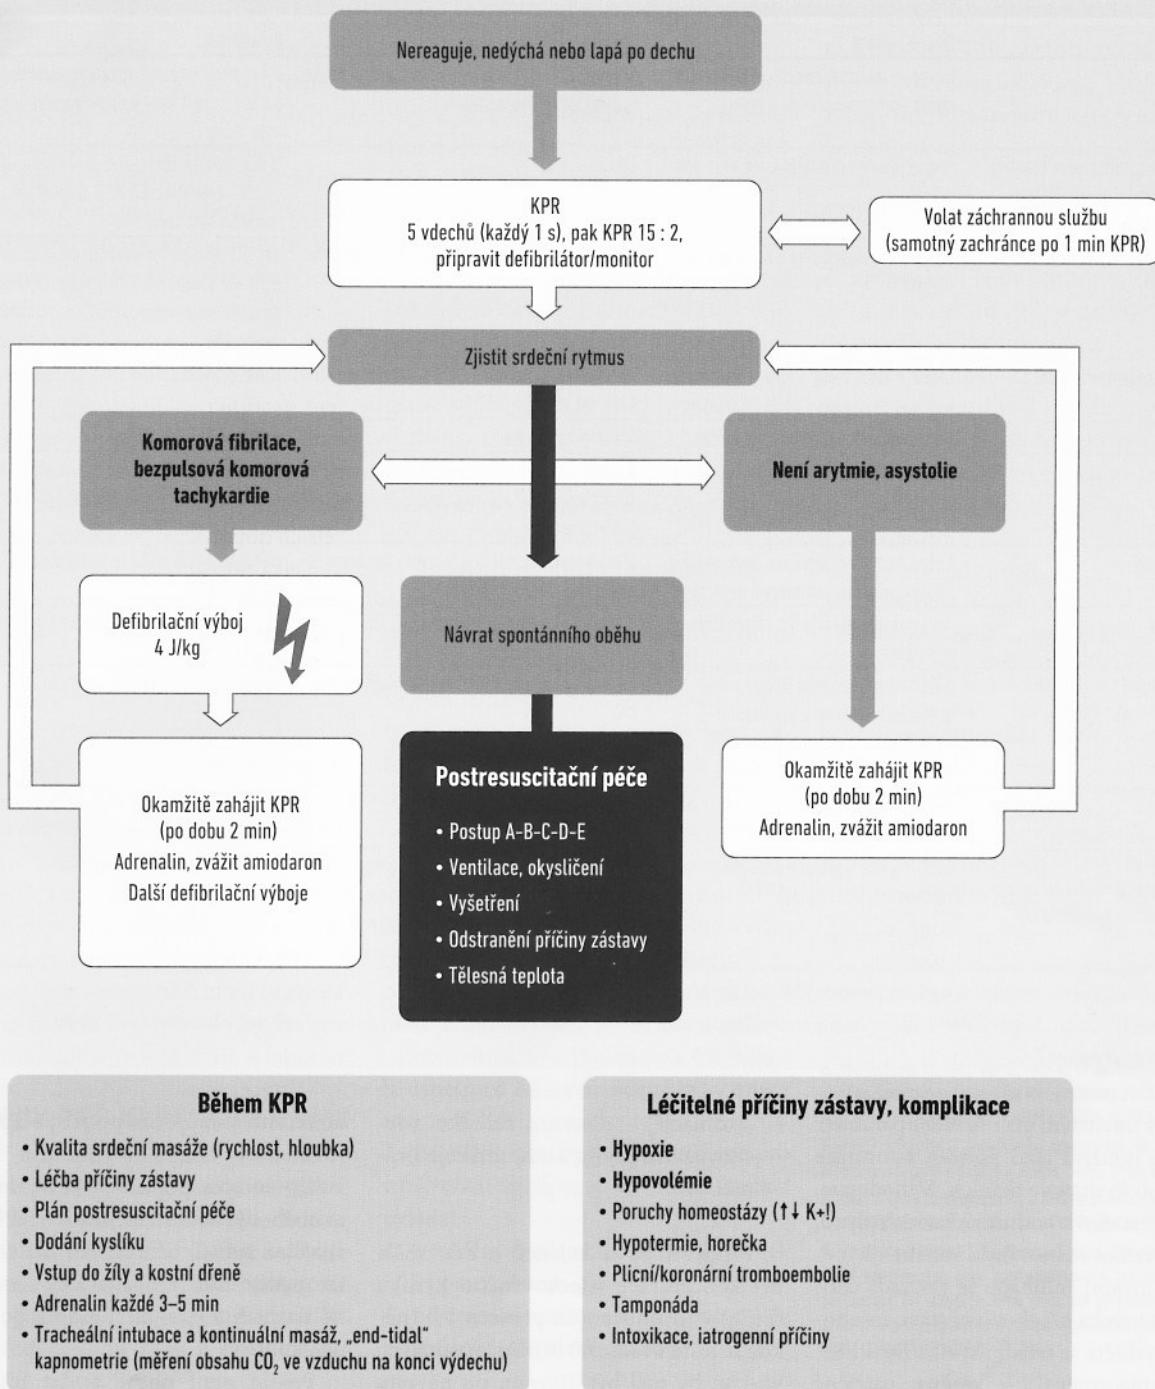 Nereaguje, nedýchá nebo lapá po dechu
KPR
5 vdechů (každý 1 s), pak KPR 15 : 2,
připravit defibrilátor/monitor
Volat záchrannou službu
(samotný zachránce po 1 min KPR)
Zjistit srdeční rytmus
Komorová fibrilace,
bezpulsová komorová
tachykardie
Není arytmie, asystolie
Defibrilační výboj
4 J/kg
Návrat spontánního oběhu
Okamžitě zahájit KPR
(po dobu 2 min)
Adrenalin, zvážit amiodaron
Další defibrilační výboje
Postresuscitační péče
• Postup A-B-C-D-E
• Ventilace, okysličení
• Vyšetření
• Odstranění příčiny zástavy
• Tělesná teplota
Okamžitě zahájit KPR
(po dobu 2 min)
Adrenalin, zvážit amiodaron
Během KPR
• Kvalita srdeční masáže (rychlost, hloubka)
• Léčba příčiny zástavy
• Plán postresuscitační péče
• Dodání kyslíku
• Vstup do žíly a kostní dřeně
• Adrenalin každé 3–5 min
• Tracheální intubace a kontinuální masáž, „end-tidal“
kapnometrie (měření obsahu CO₂ ve vzduchu na konci výdechu)
Léčitelné příčiny zástavy, komplikace
• Hypoxie
• Hypovolémie
• Poruchy homeostázy (↑↓ K+!)
• Hypotermie, horečka
• Plicní/koronární tromboembolie
• Tamponáda
• Intoxikace, iatrogenní příčiny